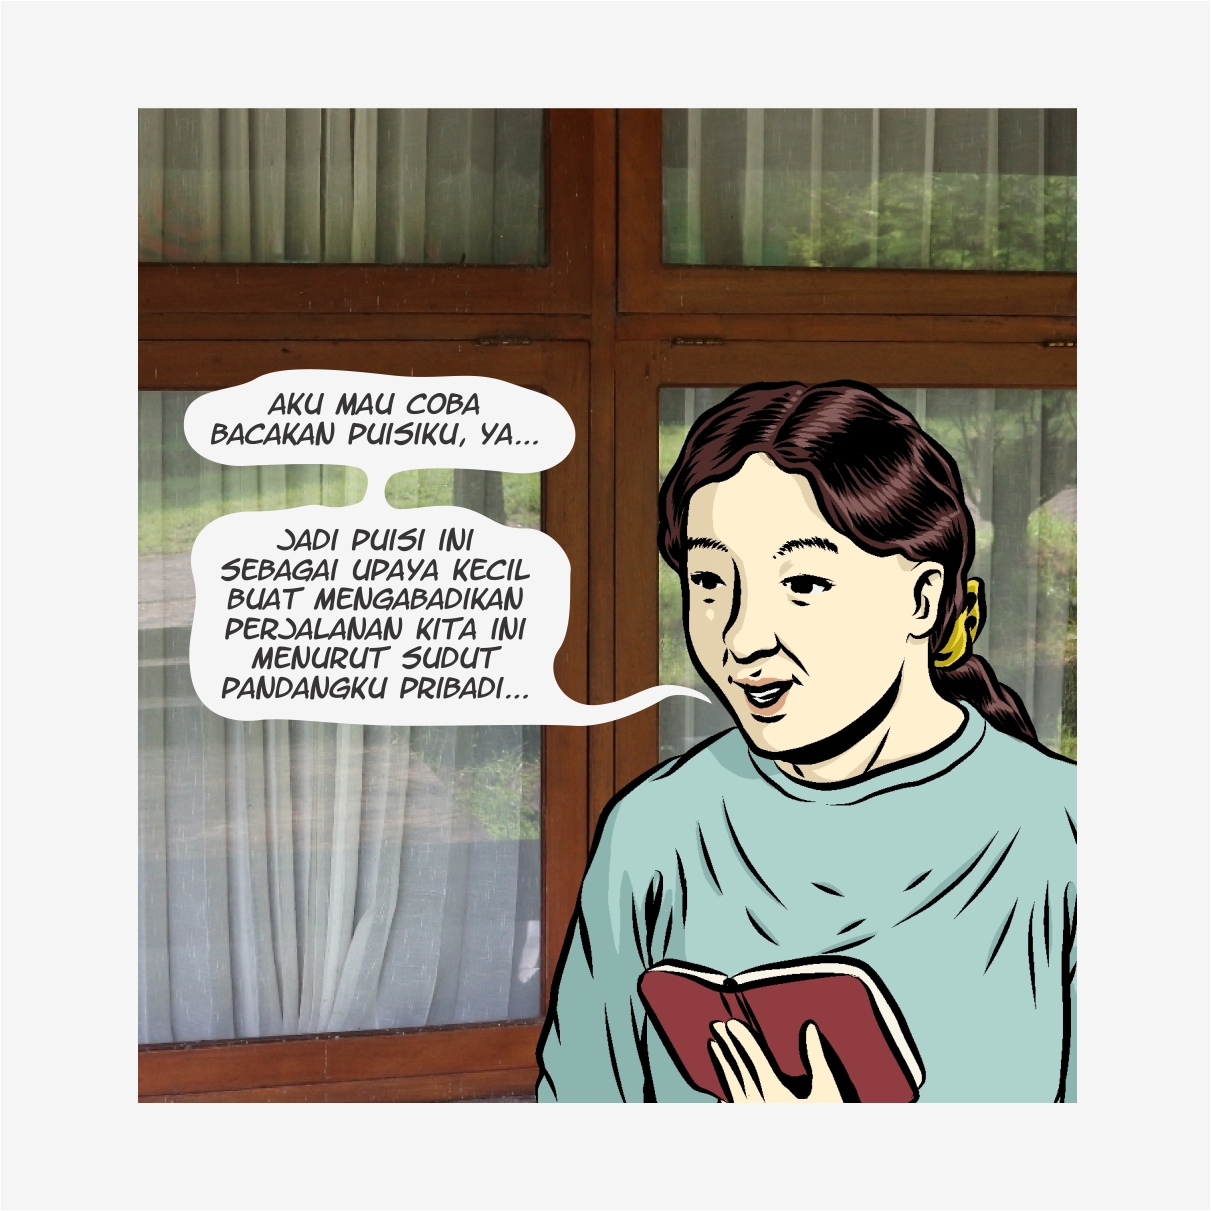 AKU MAU COBA
BACAKAN PUISIKU, YA...
JADI PUISI INI
SEBAGAI UPAYA KECIL
BUAT MENGABADIKAN
PERJALANAN KITA INI
MENURUT SUDUT
PANDANGKU PRIBADI...